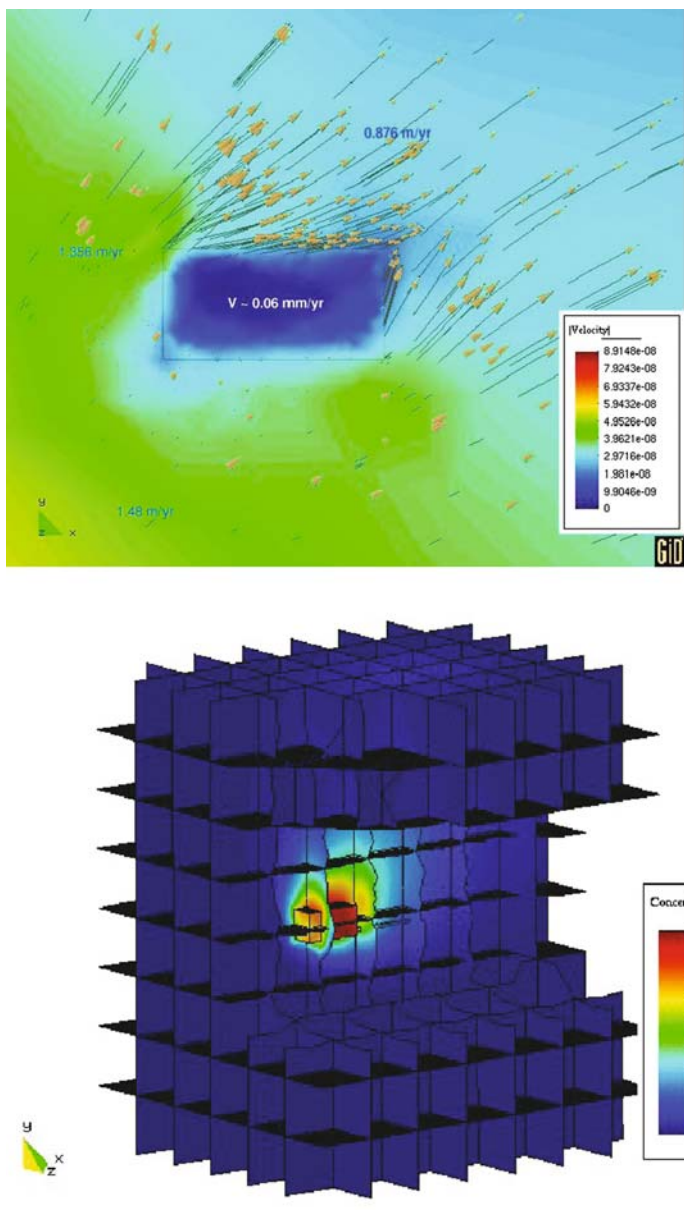 0.876 m/yr
1.356 m/yr
V ~ 0.06 mm/yr
|Velocity|
8.9148e-08
7.9243e-08
6.9337e-08
5.9432e-08
4.9526e-08
3.9621e-08
2.9716e-08
1.981e-08
9.9046e-09
0
1.48 m/yr
y
z x
GiD
Concen
y
x
z